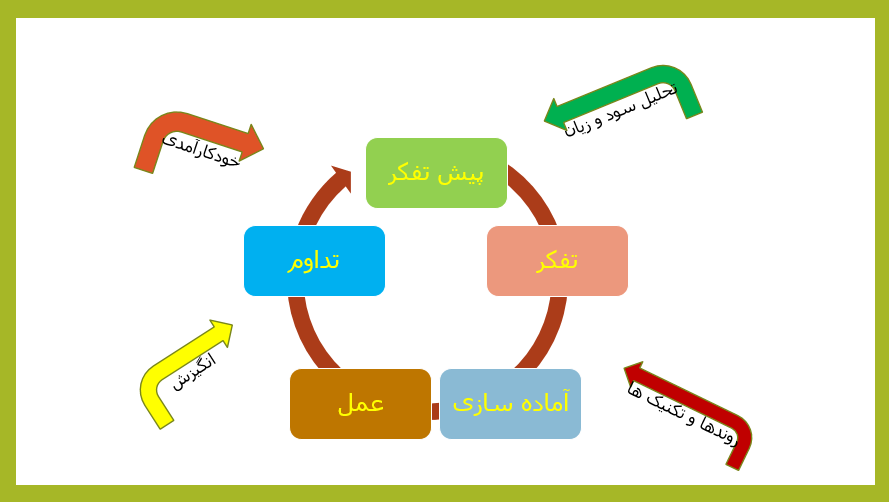 تحلیل سود و زیان
خودکارآمدی
پیش تفکر
تفکر
تداوم
انگیزش
روندها و تکنیک ها
آماده سازی
عمل